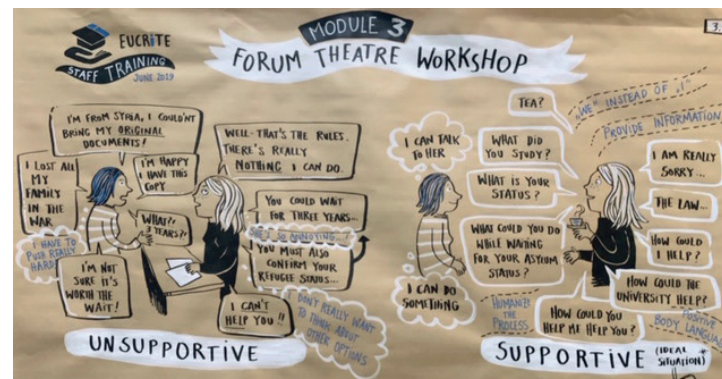 EUCRITE
STAFF TRAINING
JUNE 2019
MODULE 3
FORUM THEATRE WORKSHOP
3.
I'M FROM SYRIA, I COULDN'T
BRING MY ORIGINAL
DOCUMENTS!
I LOST ALL
MY
FAMILY
IN THE
WAR
I'M HAPPY
I HAVE THIS
COPY
WHAT?!
YEARS?!
I HAVE TO
PUSH REALLY
HARD
I'M NOT
SURE IT'S
WORTH THE
WAIT!
WELL-THAT'S THE RULES.
THERE'S REALLY
NOTHING I CAN DO.
YOU COULD WAIT
FOR THREE YEARS...
SO ANNOYING...
YOU MUST ALSO
CONFIRM YOUR
REFUGEE STATUS...
I CAN'T
HELP YOU!!
DON'T REALLY WANT
TO THINK ABOUT
OTHER OPTIONS
UNSUPPORTIVE
I CAN TALK
TO HER
I CAN DO
SOMETHING
TEA?
WHAT DID
YOU STUDY?
WHAT IS YOUR
STATUS?
WHAT COULD YOU DO
WHILE WAITING
FOR YOUR ASYLUM
STATUS?
"WE" INSTEAD OF "I"
PROVIDE INFORMATION
I AM REALLY
SORRY...
THE LAW...
HOW COULD
I HELP?
HOW COULD THE
UNIVERSITY HELP?
HOW COULD YOU
HELP ME HELP YOU?
HUMANIZE
THE
PROCESS
POSITIVE
BODY LANGUAGE
SUPPORTIVE (IDEAL
SITUATION)